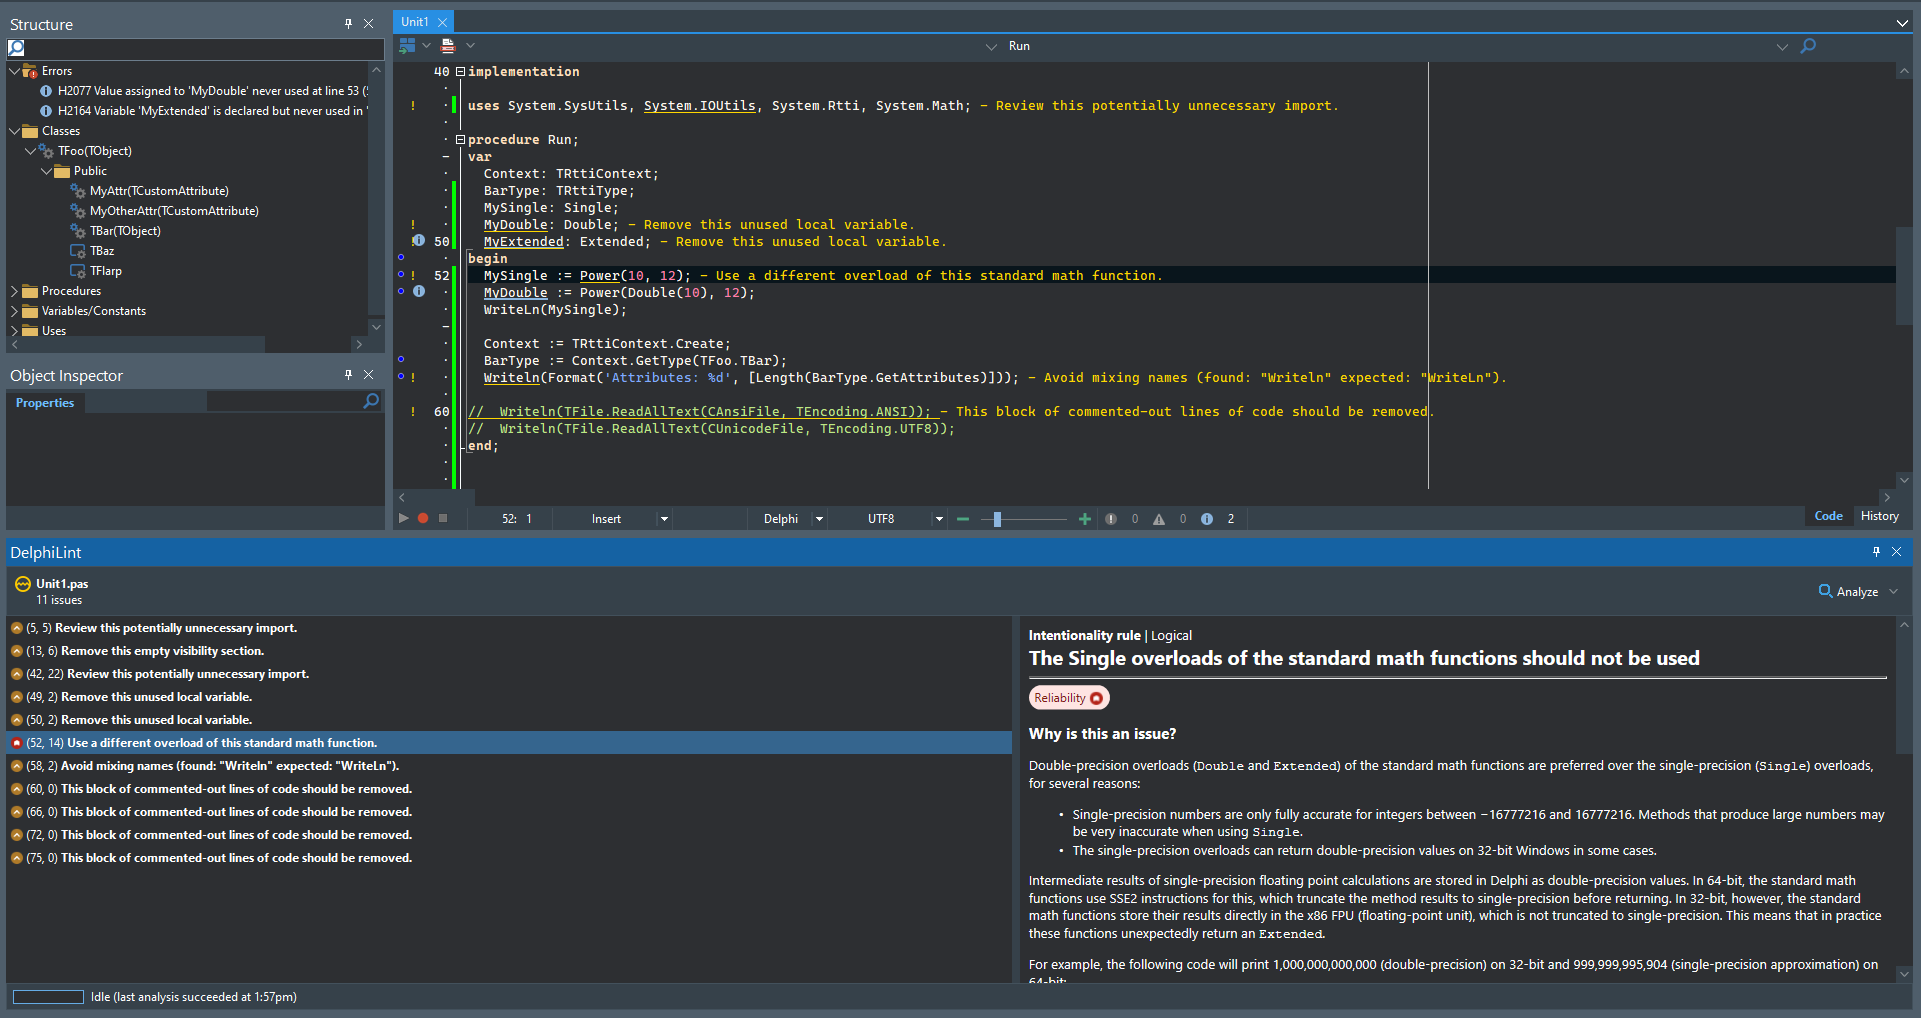 Structure
Errors
H2077 Value assigned to 'MyDouble' never used at line 53 (
H2164 Variable 'MyExtended' is declared but never used in '
Classes
TFoo(TObject)
Public
MyAttr(TCustomAttribute)
MyOtherAttr(TCustomAttribute)
TBar(TObject)
TBaz
TFlarp
Procedures
Variables/Constants
Uses
Object Inspector
Properties
Unit1
Run
40 implementation
! uses System.SysUtils, System.IOUtils, System.Rtti, System.Math; – Review this potentially unnecessary import.
procedure Run;
var
Context: TRttiContext;
BarType: TRttiType;
MySingle: Single;
! MyDouble: Double; – Remove this unused local variable.
50 MyExtended: Extended; – Remove this unused local variable.
begin
! 52 MySingle := Power(10, 12); – Use a different overload of this standard math function.
MyDouble := Power(Double(10), 12);
WriteLn(MySingle);
Context := TRttiContext.Create;
BarType := Context.GetType(TFoo.TBar);
! Writeln(Format('Attributes: %d', [Length(BarType.GetAttributes)])); – Avoid mixing names (found: "Writeln" expected: "WriteLn").
! 60 //  Writeln(TFile.ReadAllText(CAnsiFile, TEncoding.ANSI)); – This block of commented-out lines of code should be removed.
//  Writeln(TFile.ReadAllText(CUnicodeFile, TEncoding.UTF8));
end;
52: 1 Insert Delphi UTF8 0 0 2 Code History
DelphiLint
Unit1.pas
11 issues
Analyze
(5, 5) Review this potentially unnecessary import.
(13, 6) Remove this empty visibility section.
(42, 22) Review this potentially unnecessary import.
(49, 2) Remove this unused local variable.
(50, 2) Remove this unused local variable.
(52, 14) Use a different overload of this standard math function.
(58, 2) Avoid mixing names (found: "Writeln" expected: "WriteLn").
(60, 0) This block of commented-out lines of code should be removed.
(66, 0) This block of commented-out lines of code should be removed.
(72, 0) This block of commented-out lines of code should be removed.
(75, 0) This block of commented-out lines of code should be removed.
Intentionality rule | Logical
The Single overloads of the standard math functions should not be used
Reliability
Why is this an issue?
Double-precision overloads (Double and Extended) of the standard math functions are preferred over the single-precision (Single) overloads,
for several reasons:
• Single-precision numbers are only fully accurate for integers between −16777216 and 16777216. Methods that produce large numbers may
be very inaccurate when using Single.
• The single-precision overloads can return double-precision values on 32-bit Windows in some cases.
Intermediate results of single-precision floating point calculations are stored in Delphi as double-precision values. In 64-bit, the standard math
functions use SSE2 instructions for this, which truncate the method results to single-precision before returning. In 32-bit, however, the standard
math functions store their results directly in the x86 FPU (floating-point unit), which is not truncated to single-precision. This means that in practice
these functions unexpectedly return an Extended.
For example, the following code will print 1,000,000,000,000 (double-precision) on 32-bit and 999,999,995,904 (single-precision approximation) on
64-bit:
Idle (last analysis succeeded at 1:57pm)